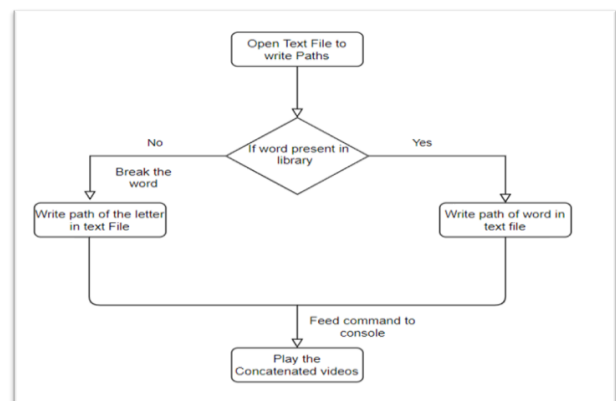 Open Text File to
write Paths
If word present in
library
No
Yes
Break the
word
Write path of the letter
in text File
Write path of word in
text file
Feed command to
console
Play the
Concatenated videos